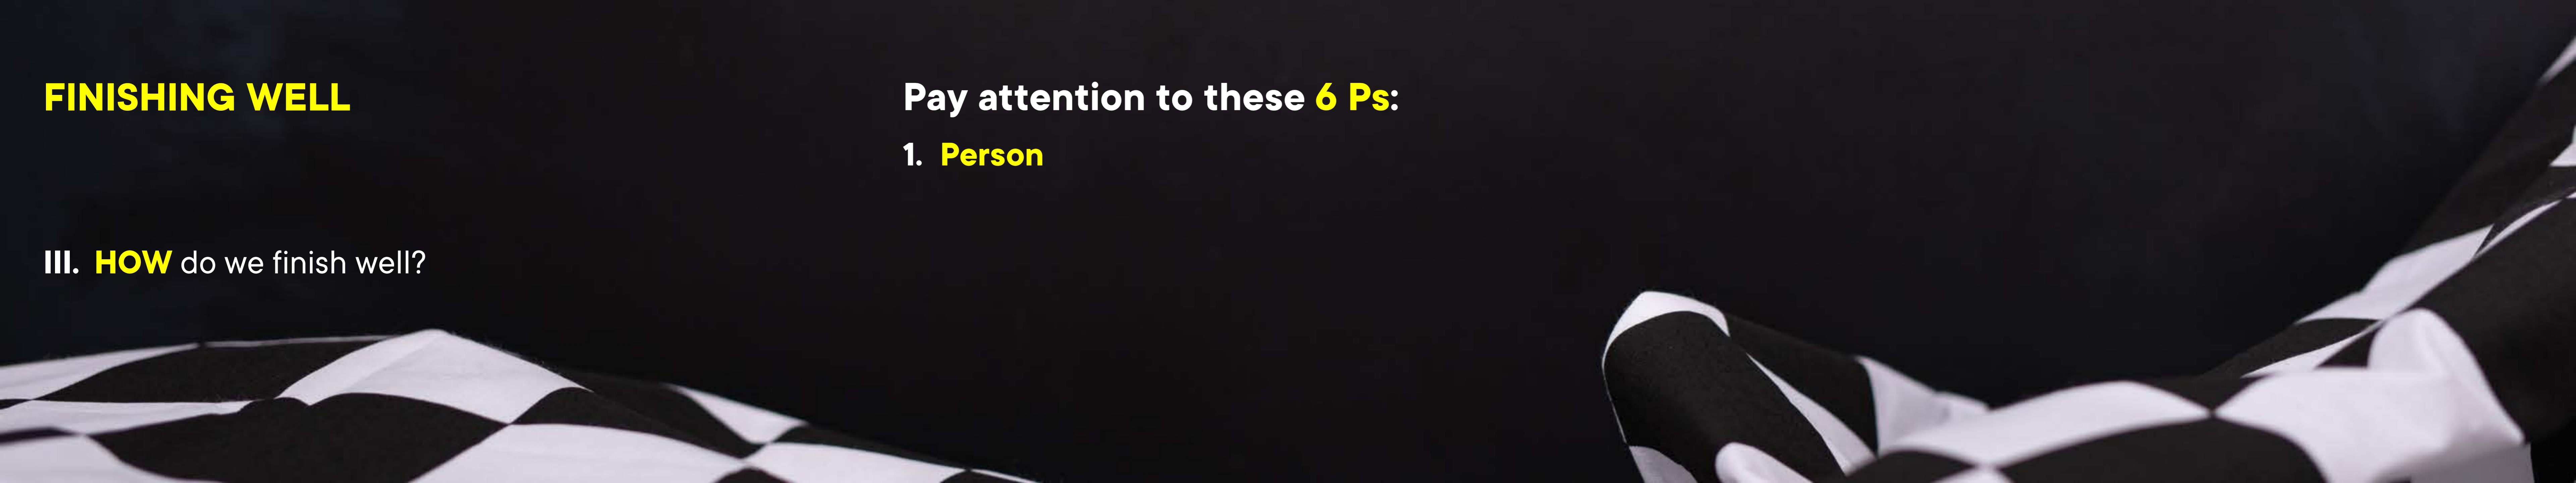 FINISHING WELL
III. HOW do we finish well?
Pay attention to these 6 Ps:
1. Person